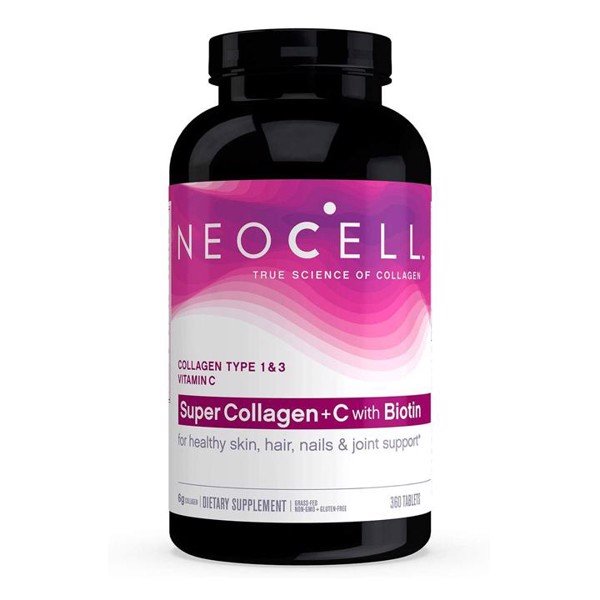 NEOCELL™
TRUE SCIENCE OF COLLAGEN
COLLAGEN TYPE 1 & 3
VITAMIN C
Super Collagen + C with Biotin
for healthy skin, hair, nails & joint support*
6g COLLAGEN | DIETARY SUPPLEMENT | GRASS-FED
NON-GMO + GLUTEN-FREE
360 TABLETS